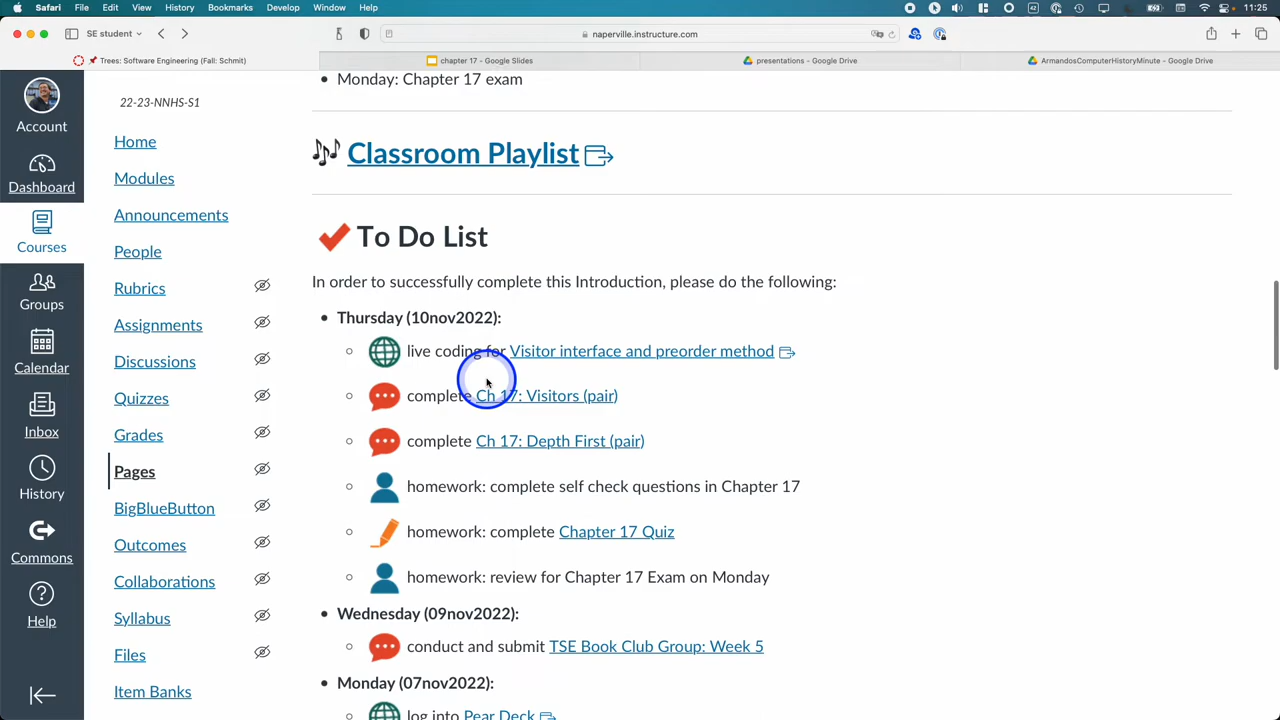 Safari File Edit View History Bookmarks Develop Window Help 11:25
SE student naperville.instructure.com
Trees: Software Engineering (Fall: Schmit) chapter 17 - Google Slides presentations - Google Drive ArmandosComputerHistoryMinute - Google Drive
Account
Dashboard
Courses
Groups
Calendar
Inbox
History
Commons
Help
22-23-NNHS-S1
Home
Modules
Announcements
People
Rubrics
Assignments
Discussions
Quizzes
Grades
Pages
BigBlueButton
Outcomes
Collaborations
Syllabus
Files
Item Banks
Monday: Chapter 17 exam
Classroom Playlist
To Do List
In order to successfully complete this Introduction, please do the following:
Thursday (10nov2022):
live coding for Visitor interface and preorder method
complete Ch 17: Visitors (pair)
complete Ch 17: Depth First (pair)
homework: complete self check questions in Chapter 17
homework: complete Chapter 17 Quiz
homework: review for Chapter 17 Exam on Monday
Wednesday (09nov2022):
conduct and submit TSE Book Club Group: Week 5
Monday (07nov2022):
log into Pear Deck